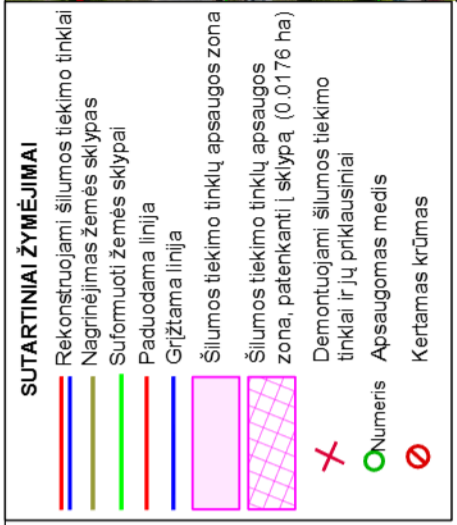 SUTARTINIAI ŽYMĖJIMAI
Rekonstruojami šilumos tiekimo tinklai
Nagrinėjimas žemės sklypas
Suformuoti žemės sklypai
Paduodama linija
Grįžtama linija
Šilumos tiekimo tinklų apsaugos zona
Šilumos tiekimo tinklų apsaugos
zona, patenkanti į sklypą (0.0176 ha)
Demontuojami šilumos tiekimo
tinklai ir jų priklausiniai
Numeris Apsaugomas medis
Kertamas krūmas